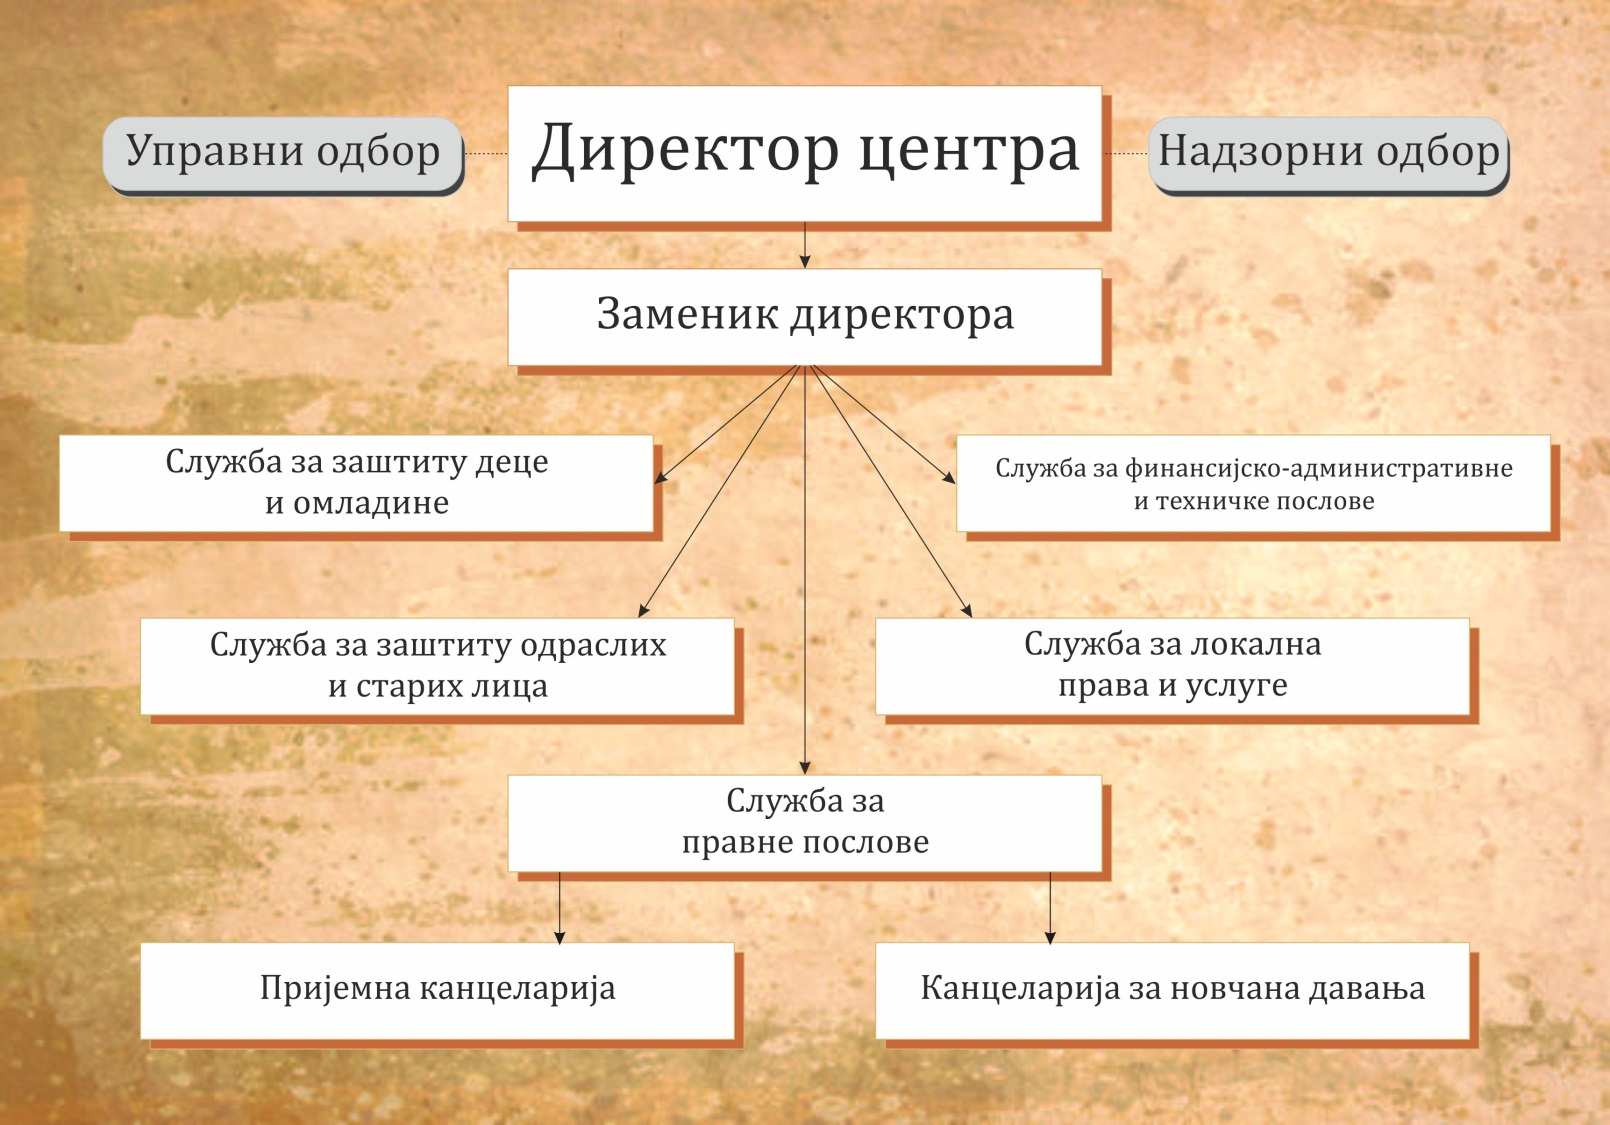 Управни одбор
Директор центра
Надзорни одбор
Заменик директора
Служба за заштиту деце
и омладине
Служба за финансијско-административне
и техничке послове
Служба за заштиту одраслих
и старих лица
Служба за локална
права и услуге
Служба за
правне послове
Пријемна канцеларија
Канцеларија за новчана давања